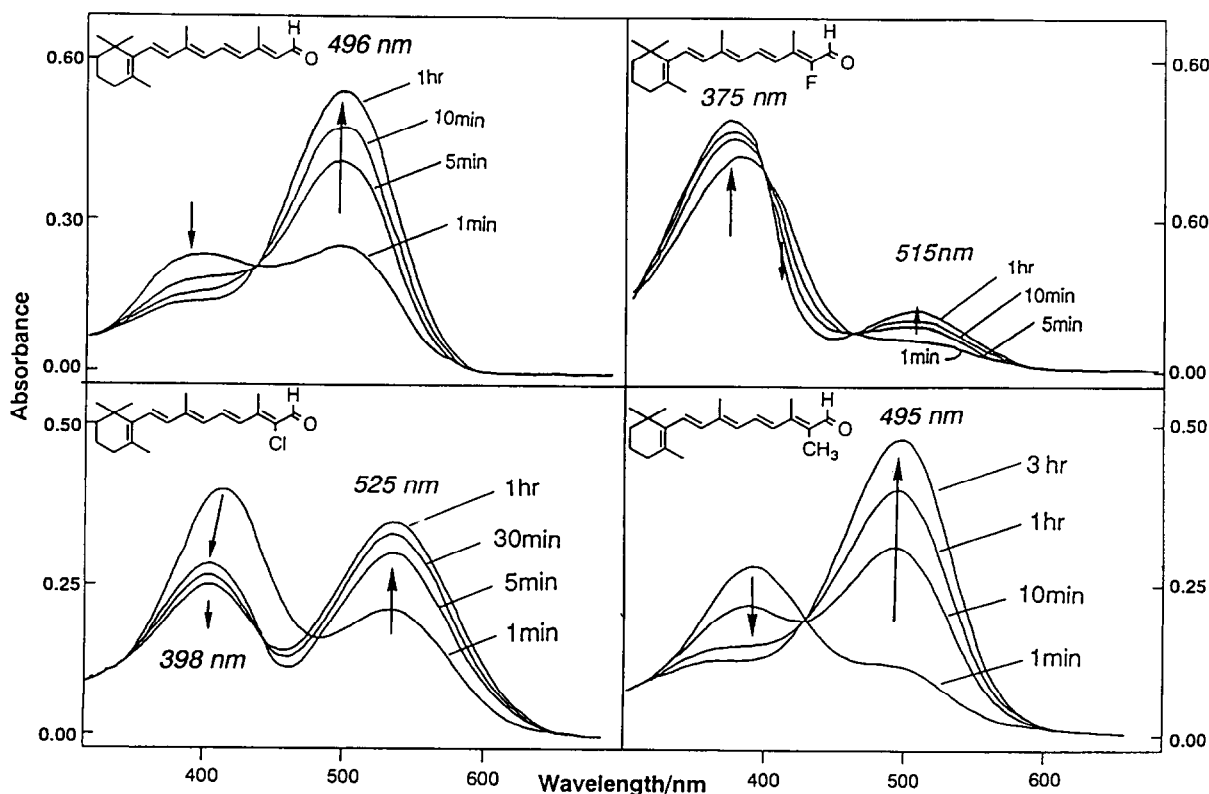 H
O
496 nm
0.60
1hr
10min
5min
1min
0.30
0.00
H
O
F
375 nm
0.60
0.60
515nm
1hr
10min
5min
1min
0.00
Absorbance
H
O
Cl
0.50
525 nm
1hr
30min
5min
1min
0.25
398 nm
0.00
400
500
600
H
O
CH3
495 nm
0.50
3 hr
1hr
10min
1min
0.25
0.00
400
500
600
Wavelength/nm